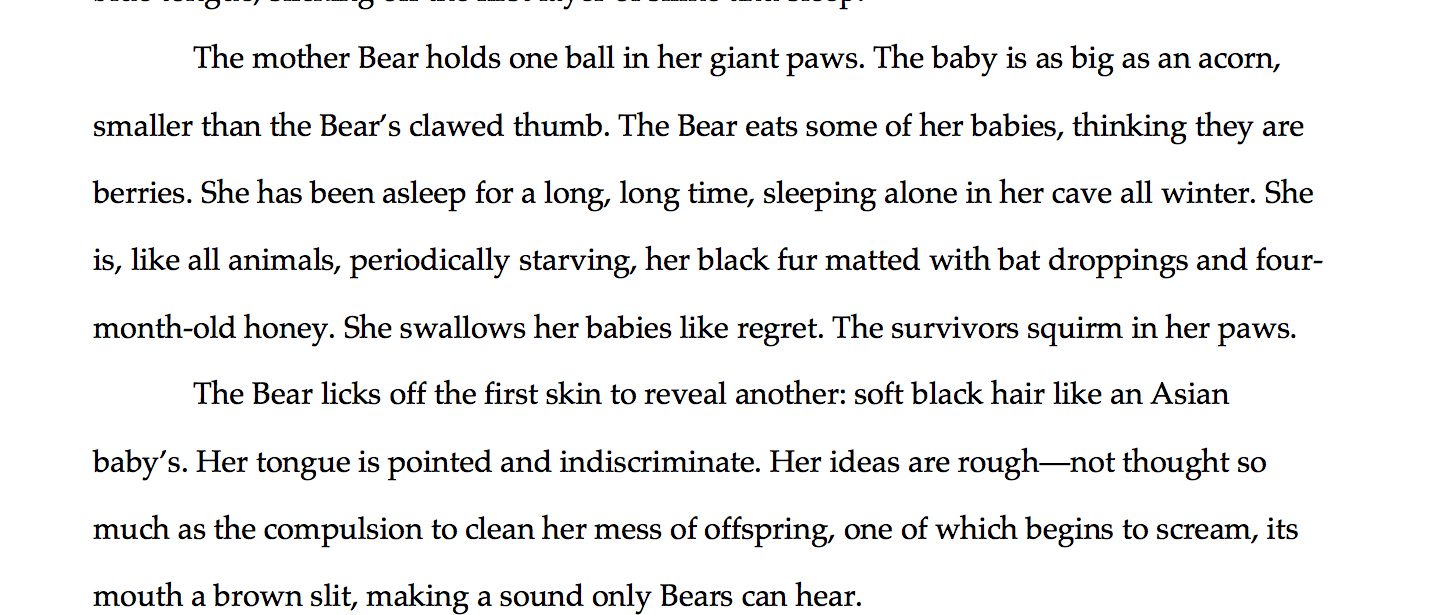 The mother Bear holds one ball in her giant paws. The baby is as big as an acorn,
smaller than the Bear’s clawed thumb. The Bear eats some of her babies, thinking they are
berries. She has been asleep for a long, long time, sleeping alone in her cave all winter. She
is, like all animals, periodically starving, her black fur matted with bat droppings and four-
month-old honey. She swallows her babies like regret. The survivors squirm in her paws.
The Bear licks off the first skin to reveal another: soft black hair like an Asian
baby’s. Her tongue is pointed and indiscriminate. Her ideas are rough—not thought so
much as the compulsion to clean her mess of offspring, one of which begins to scream, its
mouth a brown slit, making a sound only Bears can hear.